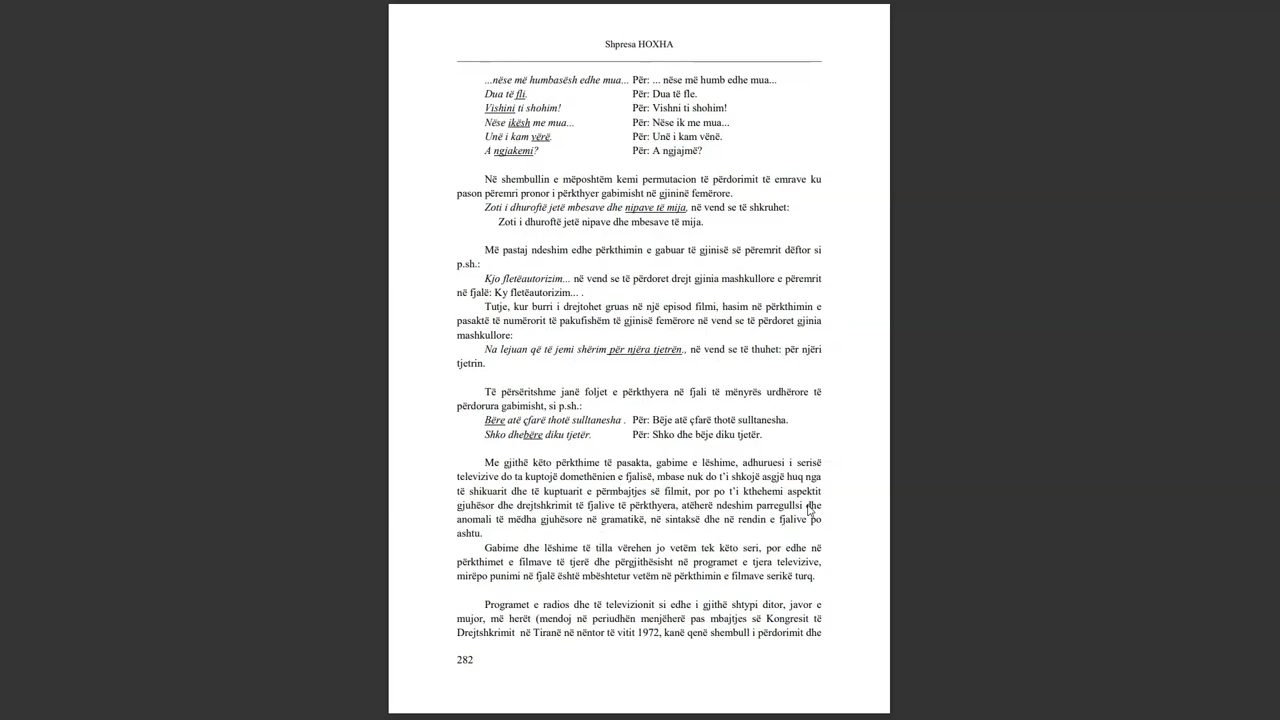 Shpresa HOXHA
...nëse më humbasësh edhe mua... Për: ... nëse më humb edhe mua...
Dua të fli. Për: Dua të fle.
Vishini ti shohim! Për: Vishni ti shohim!
Nëse ikësh me mua... Për: Nëse ik me mua...
Unë i kam vërë. Për: Unë i kam vënë.
A ngjakemi? Për: A ngjajmë?
Në shembullin e mëposhtëm kemi permutacion të përdorimit të emrave ku
pason përemri pronor i përkthyer gabimisht në gjininë femërore.
Zoti i dhuroftë jetë mbesave dhe nipave të mija, në vend se të shkruhet:
Zoti i dhuroftë jetë nipave dhe mbesave të mija.
Më pastaj ndeshim edhe përkthimin e gabuar të gjinisë së përemrit dëftor si
p.sh.:
Kjo fletëautorizim... në vend se të përdoret drejt gjinia mashkullore e përemrit
në fjalë: Ky fletëautorizim... .
Tutje, kur burri i drejtohet gruas në një episod filmi, hasim në përkthimin e
pasaktë të numërorit të pakufishëm të gjinisë femërore në vend se të përdoret gjinia
mashkullore:
Na lejuan që të jemi shërim për njëra tjetrën., në vend se të thuhet: për njëri
tjetrin.
Të përsëritshme janë foljet e përkthyera në fjali të mënyrës urdhërore të
përdorura gabimisht, si p.sh.:
Bëre atë çfarë thotë sulltanesha . Për: Bëje atë çfarë thotë sulltanesha.
Shko dhebëre diku tjetër. Për: Shko dhe bëje diku tjetër.
Me gjithë këto përkthime të pasakta, gabime e lëshime, adhuruesi i serisë
televizive do ta kuptojë domethënien e fjalisë, mbase nuk do t’i shkojë asgjë huq nga
të shikuarit dhe të kuptuarit e përmbajtjes së filmit, por po t’i kthehemi aspektit
gjuhësor dhe drejtshkrimit të fjalive të përkthyera, atëherë ndeshim parregullsi dhe
anomali të mëdha gjuhësore në gramatikë, në sintaksë dhe në rendin e fjalive po
ashtu.
Gabime dhe lëshime të tilla vërehen jo vetëm tek këto seri, por edhe në
përkthimet e filmave të tjerë dhe përgjithësisht në programet e tjera televizive,
mirëpo punimi në fjalë është mbështetur vetëm në përkthimin e filmave serikë turq.
Programet e radios dhe të televizionit si edhe i gjithë shtypi ditor, javor e
mujor, më herët (mendoj në periudhën menjëherë pas mbajtjes së Kongresit të
Drejtshkrimit në Tiranë në nëntor të vitit 1972, kanë qenë shembull i përdorimit dhe
282